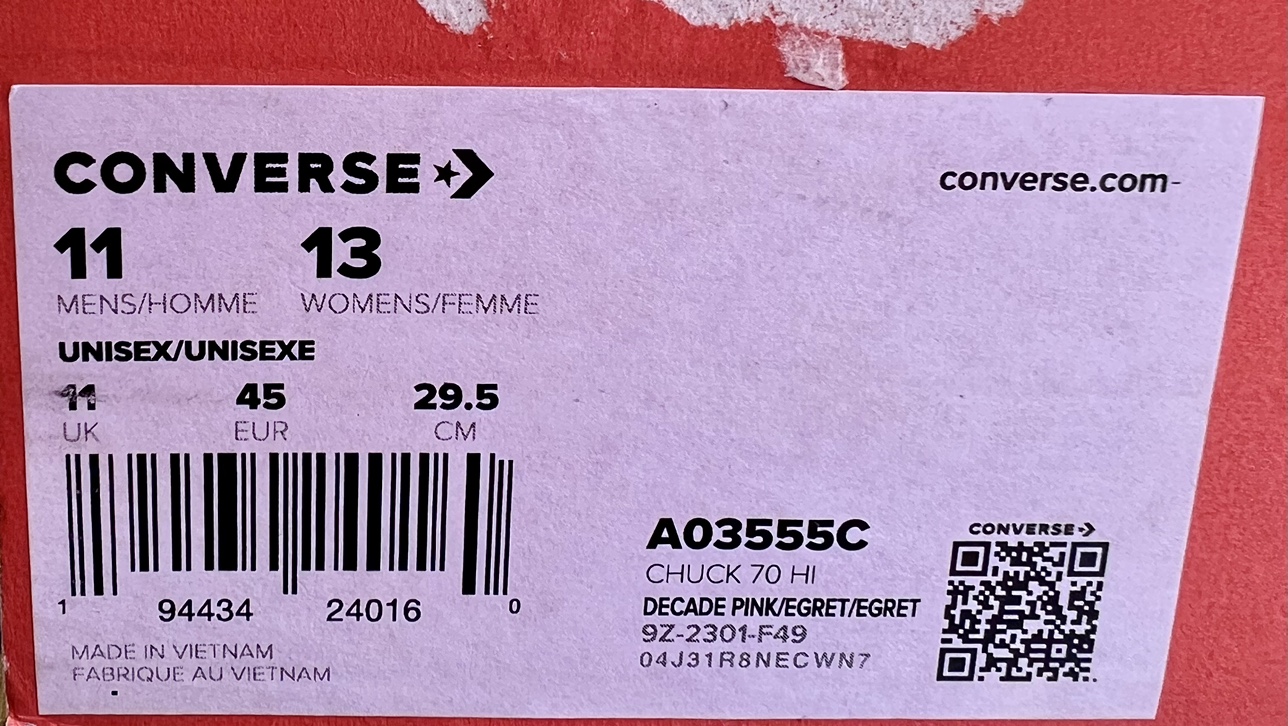 CONVERSE
converse.com-
11 13
MENS/HOMME WOMENS/FEMME
UNISEX/UNISEXE
11 45 29.5
UK EUR CM
1 94434 24016 0
MADE IN VIETNAM
FABRIQUE AU VIETNAM
A03555C
CHUCK 70 HI
DECADE PINK/EGRET/EGRET
9Z-2301-F49
04J31R8NECWN7
CONVERSE